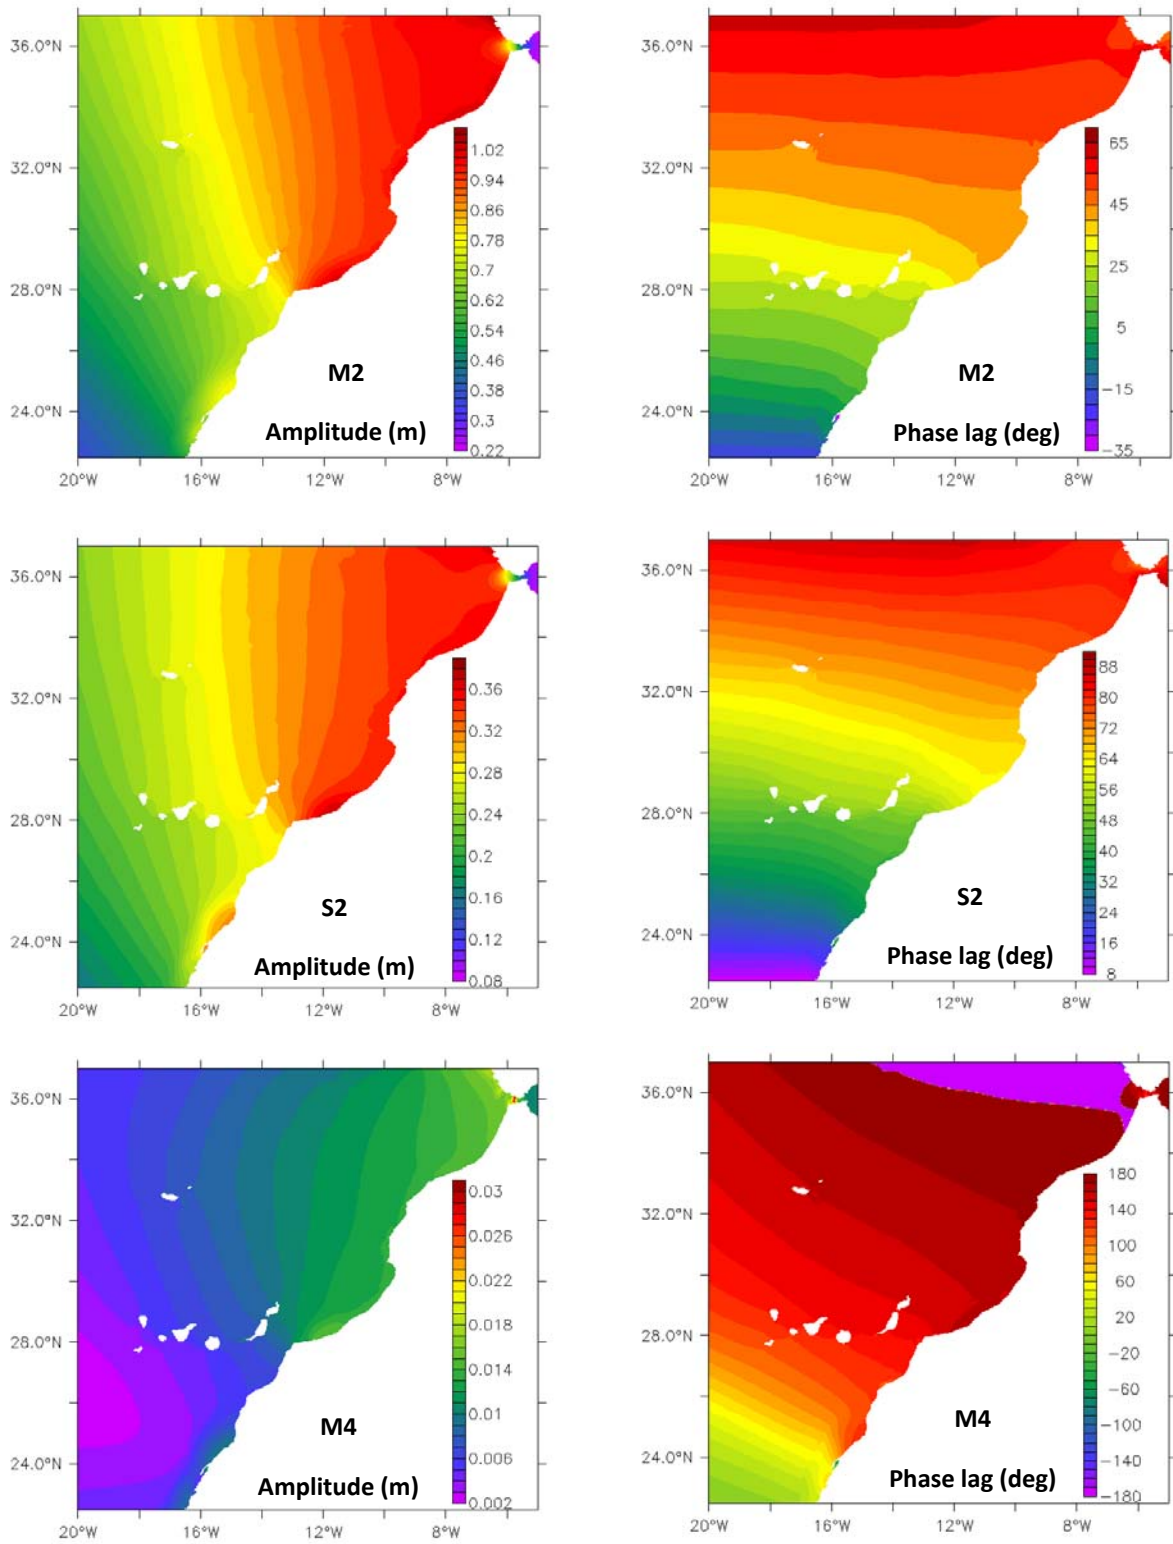 36.0°N
32.0°N
28.0°N
24.0°N
20°W
16°W
12°W
8°W
1.02
0.94
0.86
0.78
0.7
0.62
0.54
0.46
0.38
0.3
0.22
M2
Amplitude (m)
36.0°N
32.0°N
28.0°N
24.0°N
20°W
16°W
12°W
8°W
65
45
25
5
−15
−35
M2
Phase lag (deg)
36.0°N
32.0°N
28.0°N
24.0°N
20°W
16°W
12°W
8°W
0.36
0.32
0.28
0.24
0.2
0.16
0.12
0.08
S2
Amplitude (m)
36.0°N
32.0°N
28.0°N
24.0°N
20°W
16°W
12°W
8°W
88
80
72
64
56
48
40
32
24
16
8
S2
Phase lag (deg)
36.0°N
32.0°N
28.0°N
24.0°N
20°W
16°W
12°W
8°W
0.03
0.026
0.022
0.018
0.014
0.01
0.006
0.002
M4
Amplitude (m)
36.0°N
32.0°N
28.0°N
24.0°N
20°W
16°W
12°W
8°W
180
140
100
60
20
−20
−60
−100
−140
−180
M4
Phase lag (deg)